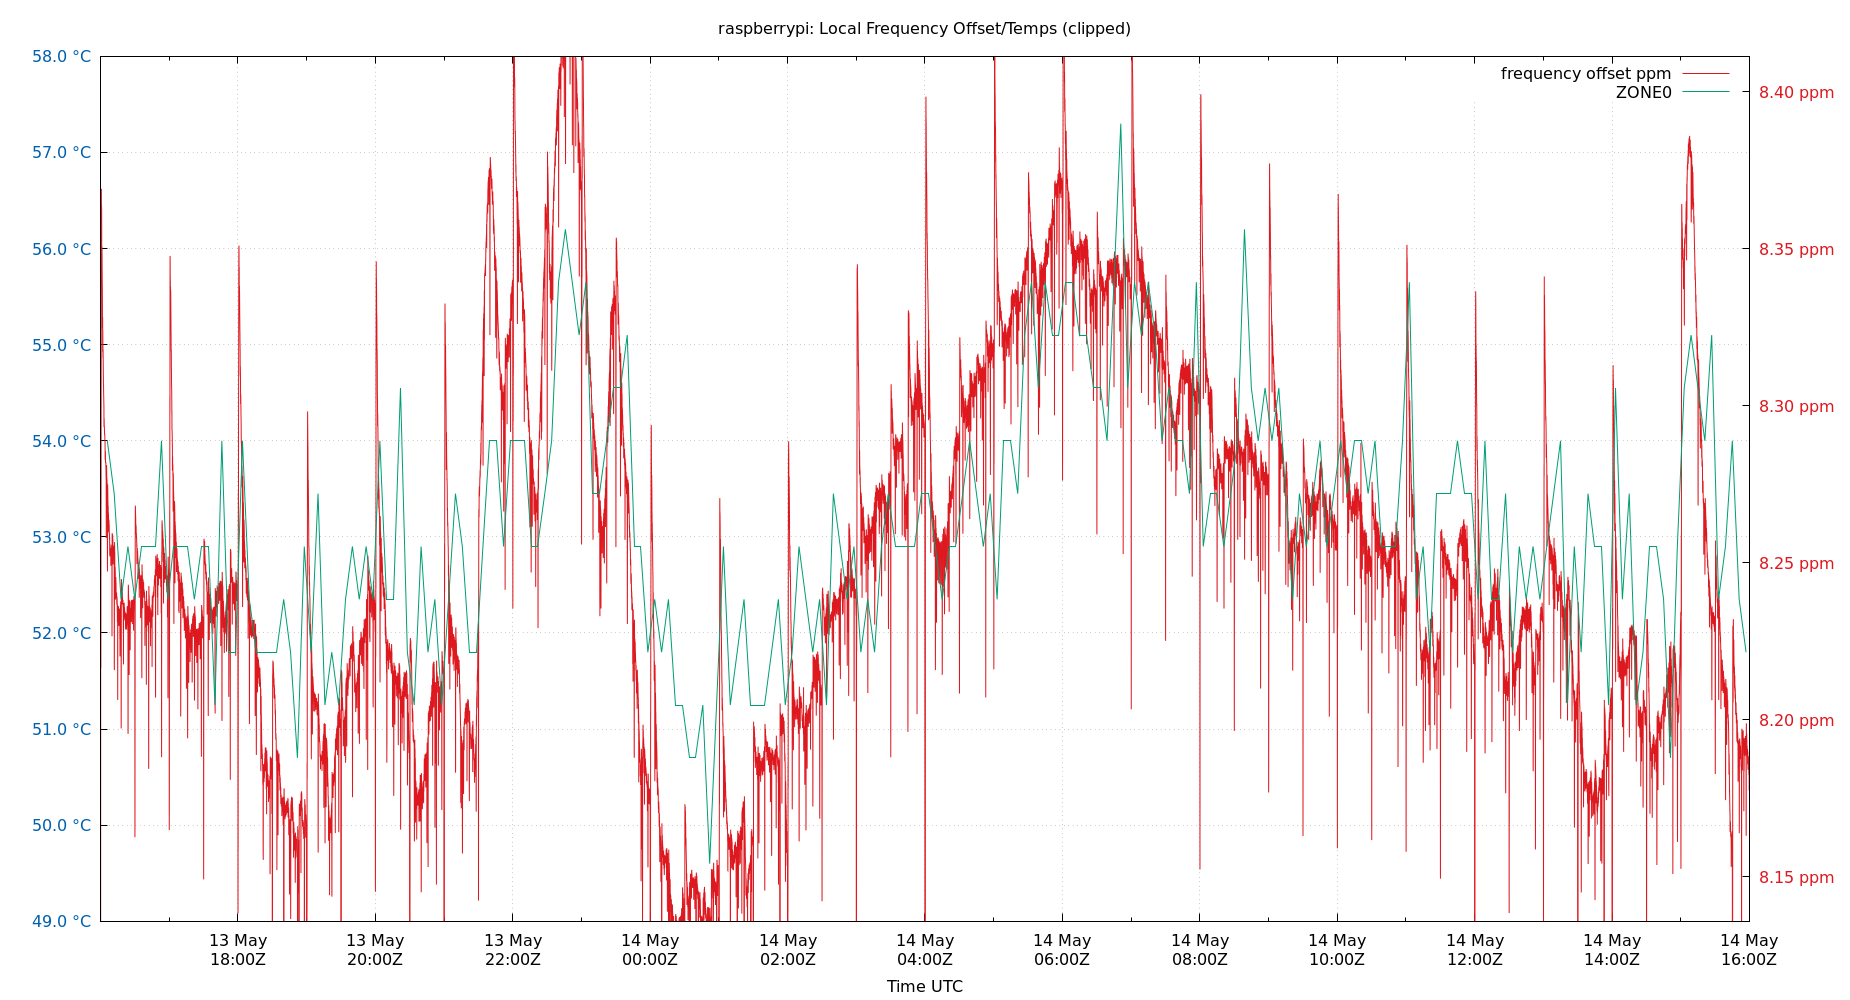 raspberrypi: Local Frequency Offset/Temps (clipped)
frequency offset ppm
ZONE0
58.0 °C
57.0 °C
56.0 °C
55.0 °C
54.0 °C
53.0 °C
52.0 °C
51.0 °C
50.0 °C
49.0 °C
8.40 ppm
8.35 ppm
8.30 ppm
8.25 ppm
8.20 ppm
8.15 ppm
13 May
18:00Z
13 May
20:00Z
13 May
22:00Z
14 May
00:00Z
14 May
02:00Z
14 May
04:00Z
14 May
06:00Z
14 May
08:00Z
14 May
10:00Z
14 May
12:00Z
14 May
14:00Z
14 May
16:00Z
Time UTC